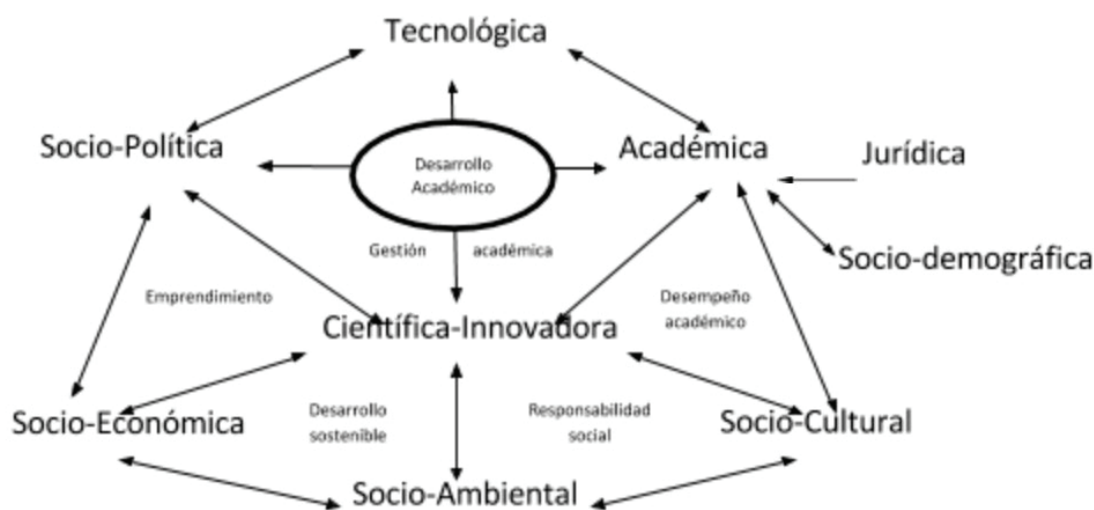 Tecnológica
Socio-Política
Desarrollo
Académico
Académica
Jurídica
Gestión académica
Socio-demográfica
Emprendimiento
Desempeño
académico
Científica-Innovadora
Desarrollo
sostenible
Responsabilidad
social
Socio-Económica
Socio-Cultural
Socio-Ambiental